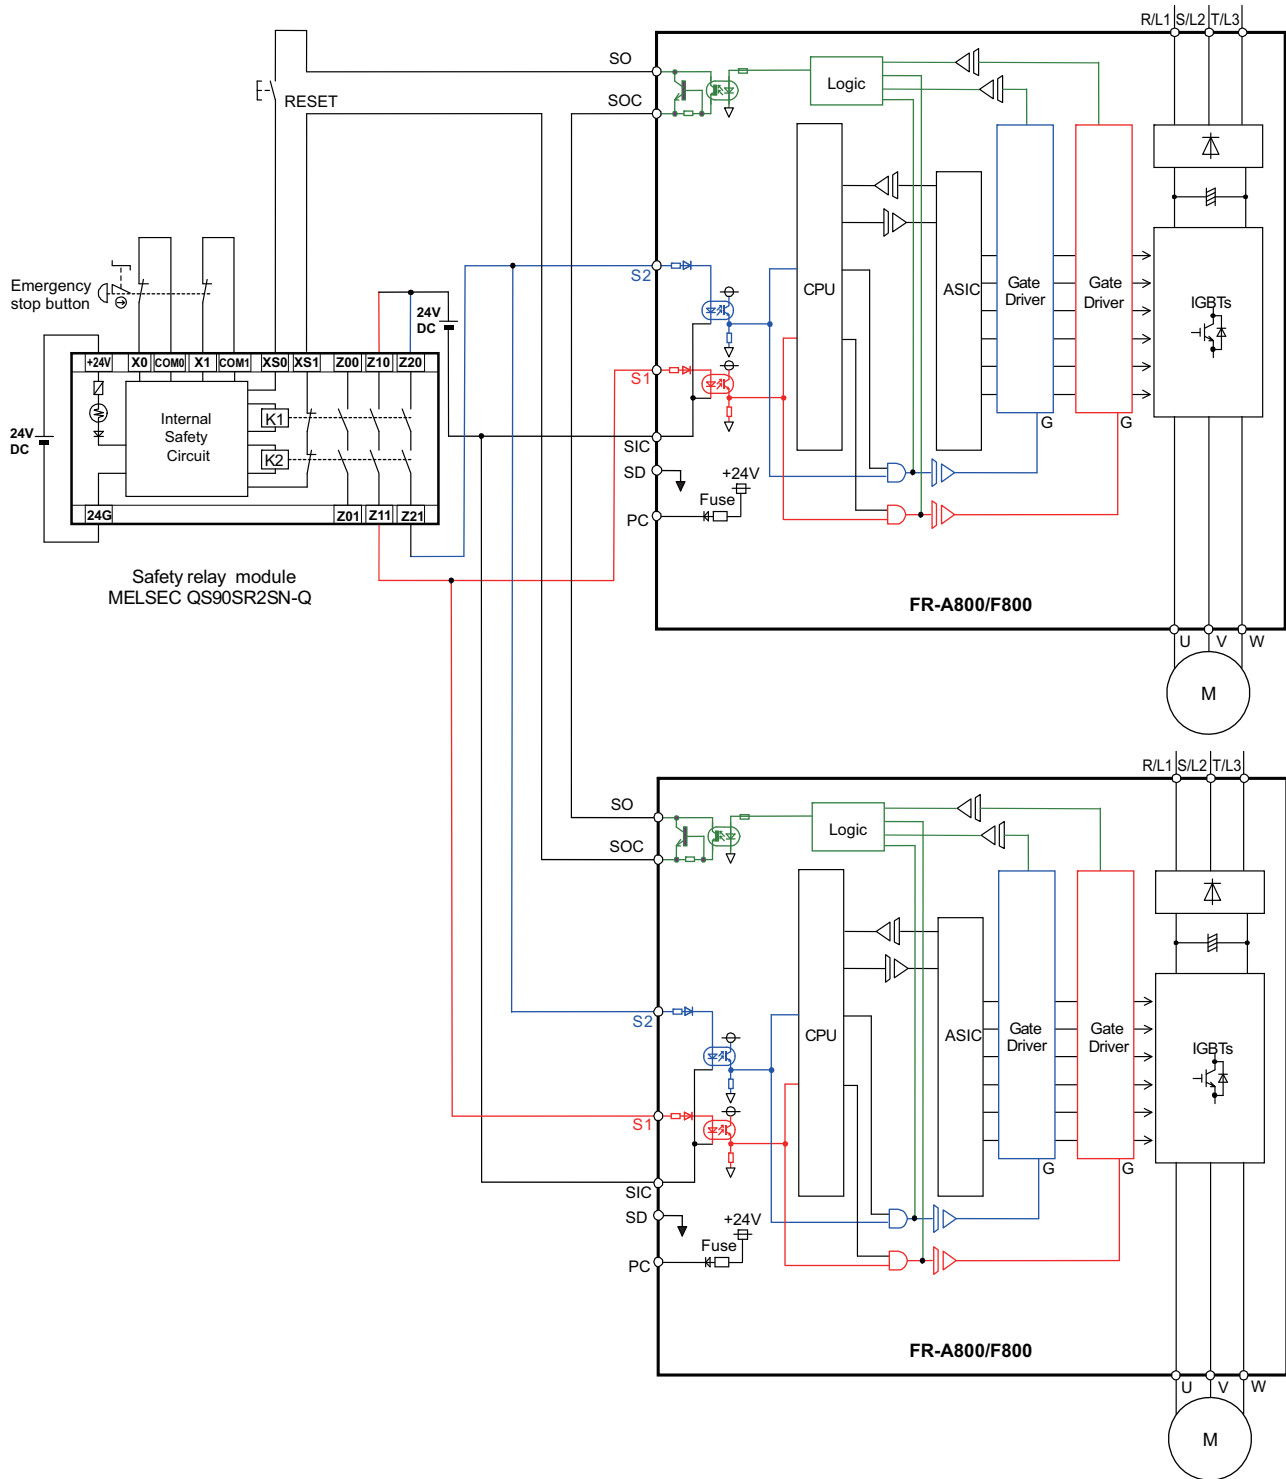 R/L1 S/L2 T/L3
SO
Logic
RESET
SOC
CPU
ASIC
Gate
Driver
Gate
Driver
IGBTs
S2
Emergency
stop button
24V
DC
+24V X0 COM0 X1 COM1 XS0 XS1 Z00 Z10 Z20
S1
Internal
Safety
Circuit
K1
K2
24V
DC
G
G
SIC
SD
+24V
Fuse
PC
24G
Z01 Z11 Z21
Safety relay module
MELSEC QS90SR2SN-Q
FR-A800/F800
U V W
M
R/L1 S/L2 T/L3
SO
Logic
SOC
CPU
ASIC
Gate
Driver
Gate
Driver
IGBTs
S2
S1
G
G
SIC
SD
+24V
Fuse
PC
FR-A800/F800
U V W
M